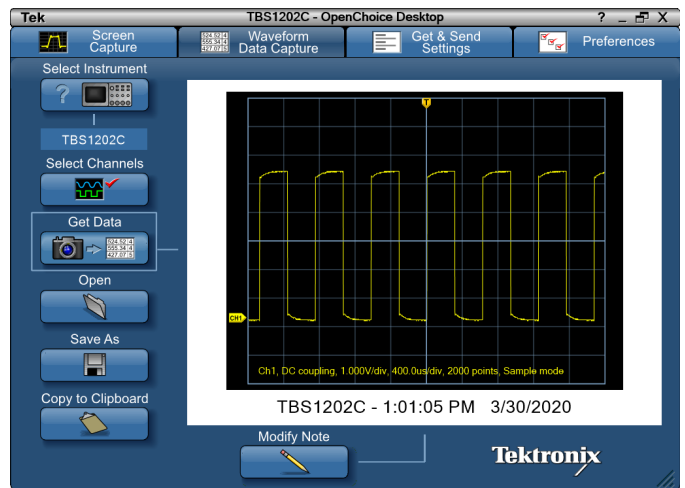 Tek TBS1202C - OpenChoice Desktop ? _ X
Screen Capture
Waveform Data Capture
Get & Send Settings
Preferences
Select Instrument
?
TBS1202C
Select Channels
Get Data
Open
Save As
Copy to Clipboard
T
CH1
Ch1, DC coupling, 1.000V/div, 400.0us/div, 2000 points, Sample mode
TBS1202C - 1:01:05 PM 3/30/2020
Modify Note
Tektronix